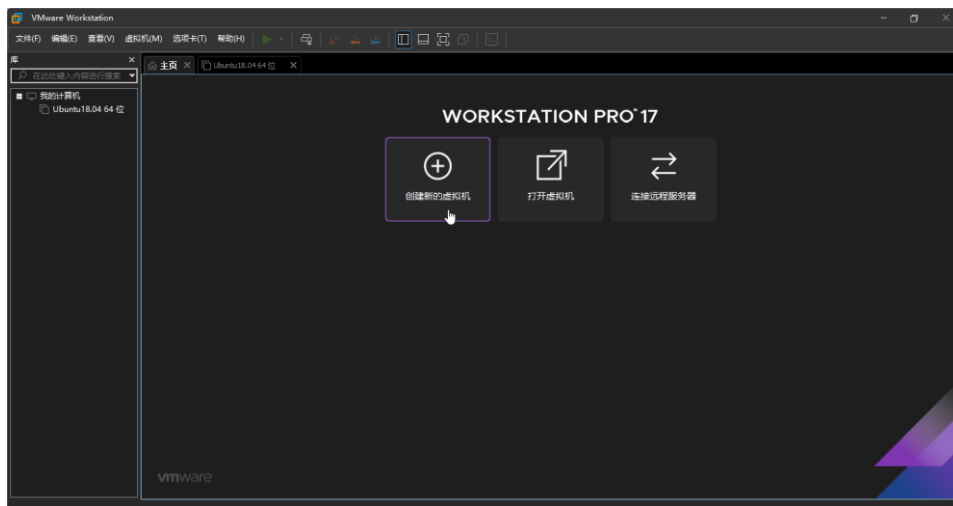 VMware Workstation
文件(F) 编辑(E) 查看(V) 虚拟机(M) 选项卡(T) 帮助(H)
库
主页
Ubuntu18.04 64 位
在此处键入内容进行搜索
我的计算机
Ubuntu18.04 64 位
WORKSTATION PRO™ 17
创建新的虚拟机
打开虚拟机
连接远程服务器
vmware